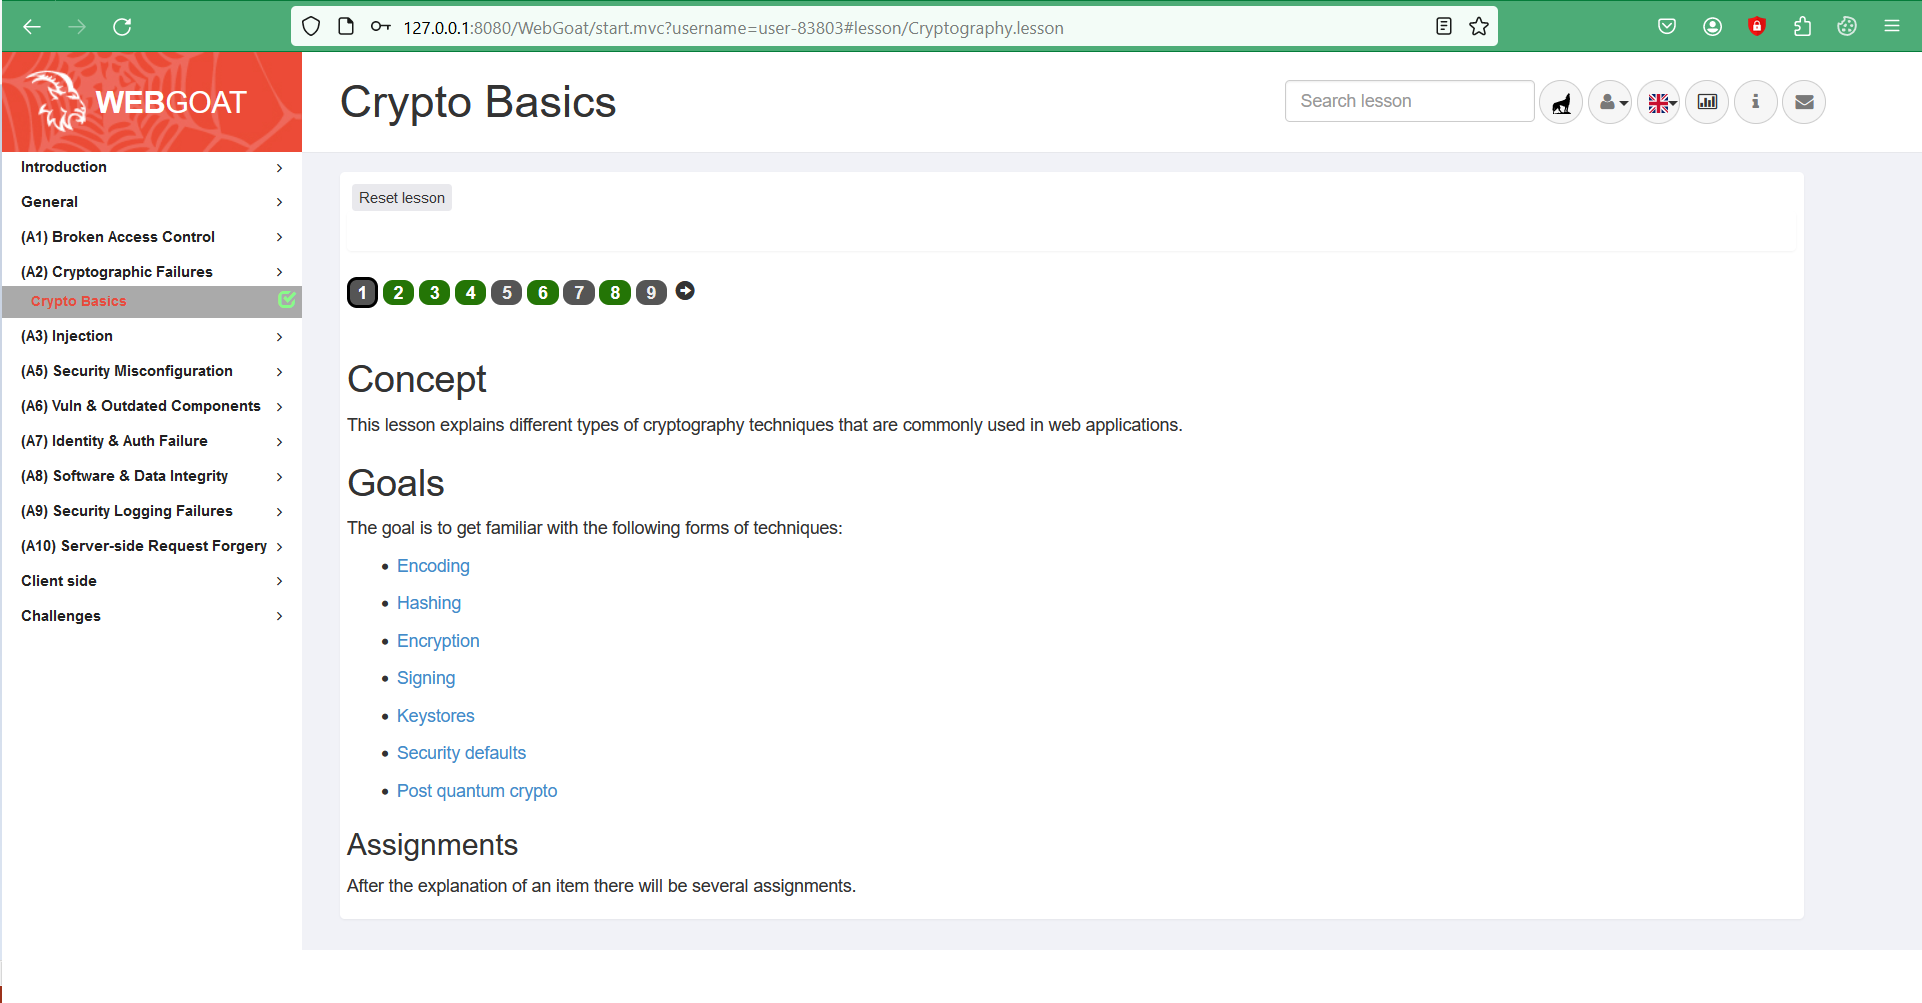 127.0.0.1:8080/WebGoat/start.mvc?username=user-83803#lesson/Cryptography.lesson
WEBGOAT
Crypto Basics
Search lesson
Introduction
General
(A1) Broken Access Control
(A2) Cryptographic Failures
Crypto Basics
(A3) Injection
(A5) Security Misconfiguration
(A6) Vuln & Outdated Components
(A7) Identity & Auth Failure
(A8) Software & Data Integrity
(A9) Security Logging Failures
(A10) Server-side Request Forgery
Client side
Challenges
Reset lesson
1 2 3 4 5 6 7 8 9
Concept
This lesson explains different types of cryptography techniques that are commonly used in web applications.
Goals
The goal is to get familiar with the following forms of techniques:
• Encoding
• Hashing
• Encryption
• Signing
• Keystores
• Security defaults
• Post quantum crypto
Assignments
After the explanation of an item there will be several assignments.